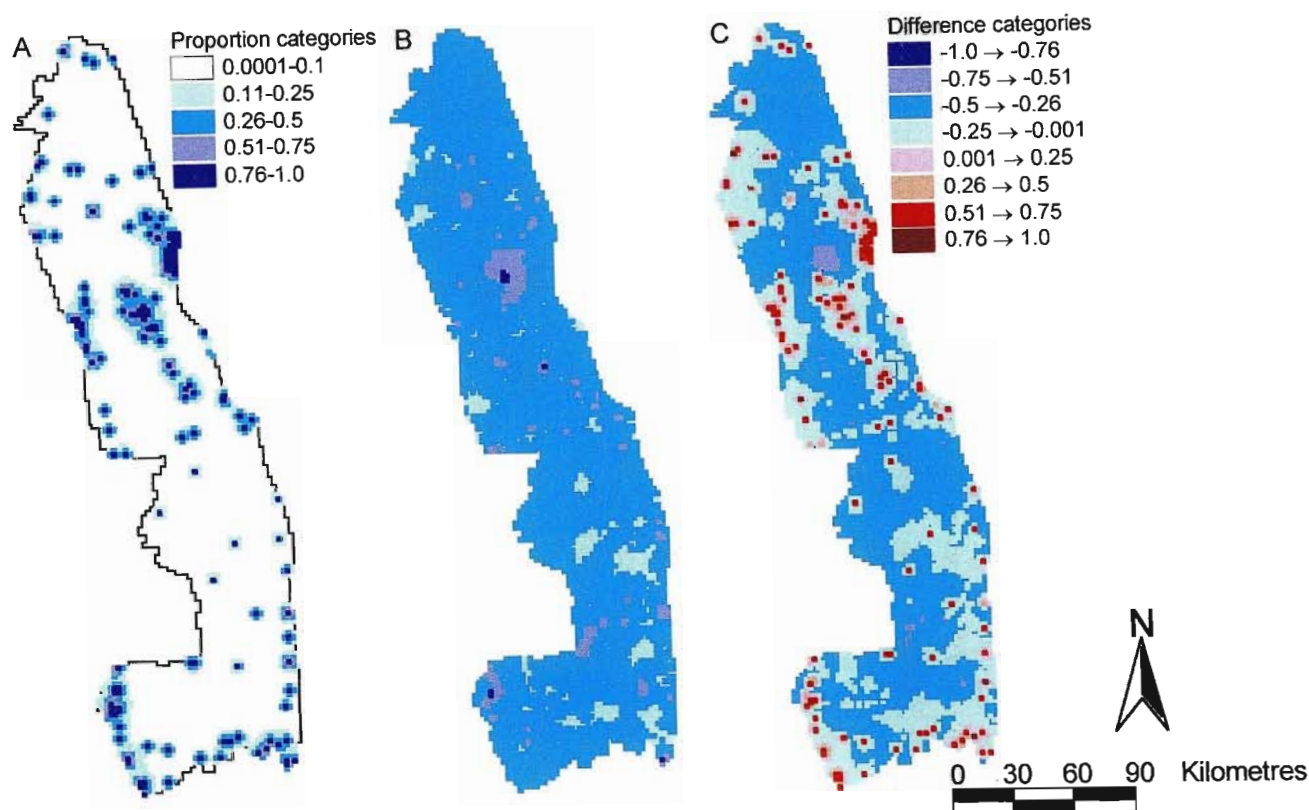 A
Proportion categories
0.0001-0.1
0.11-0.25
0.26-0.5
0.51-0.75
0.76-1.0
B
C
Difference categories
-1.0 → -0.76
-0.75 → -0.51
-0.5 → -0.26
-0.25 → -0.001
0.001 → 0.25
0.26 → 0.5
0.51 → 0.75
0.76 → 1.0
N
0 30 60 90 Kilometres